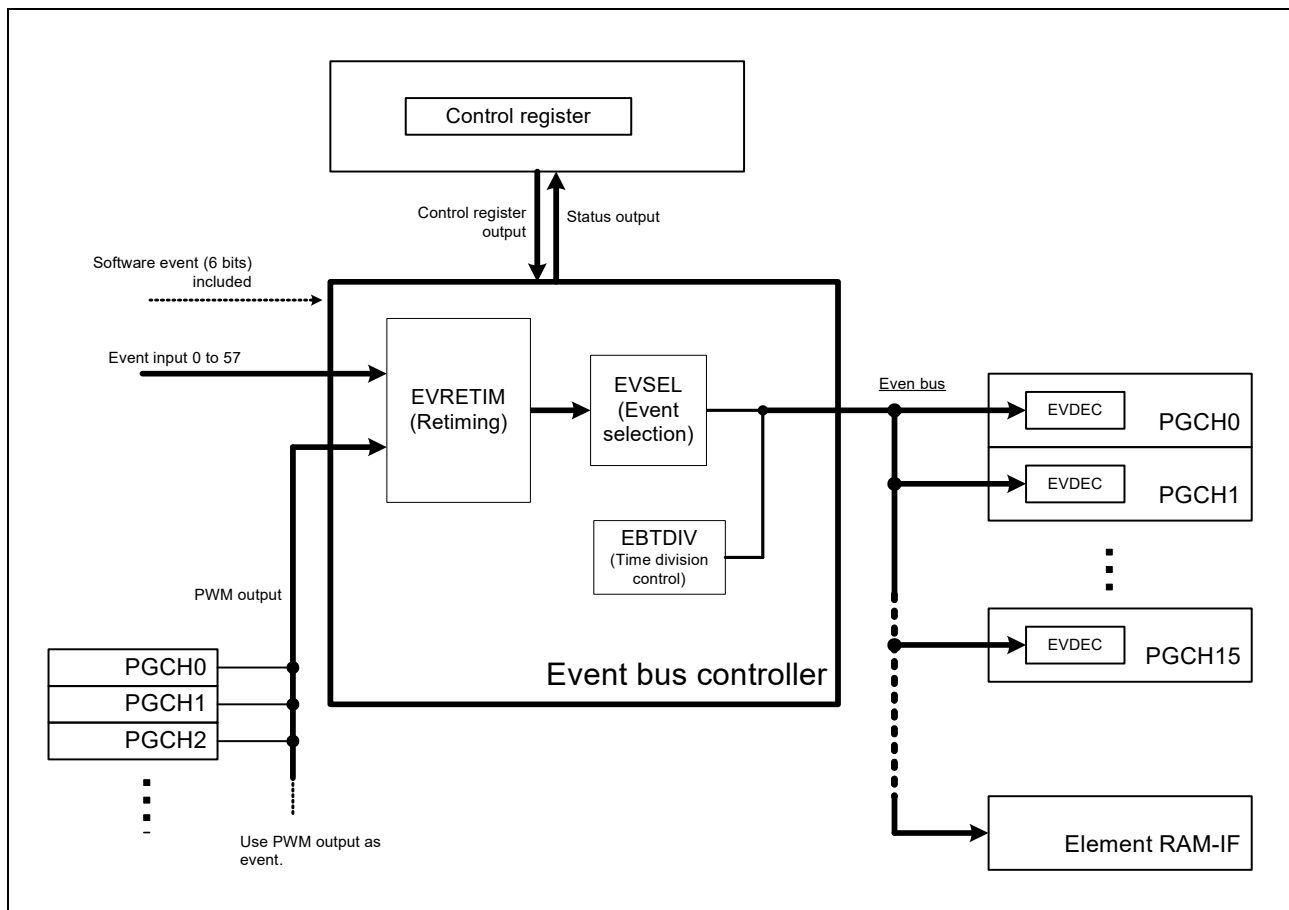 Control register
Control register
output
Status output
Software event (6 bits)
included
Event input 0 to 57
EVRETIM
(Retiming)
EVSEL
(Event
selection)
EBTDIV
(Time division
control)
Event bus controller
Even bus
EVDEC
PGCH0
EVDEC
PGCH1
EVDEC
PGCH15
Element RAM-IF
PWM output
PGCH0
PGCH1
PGCH2
Use PWM output as
event.